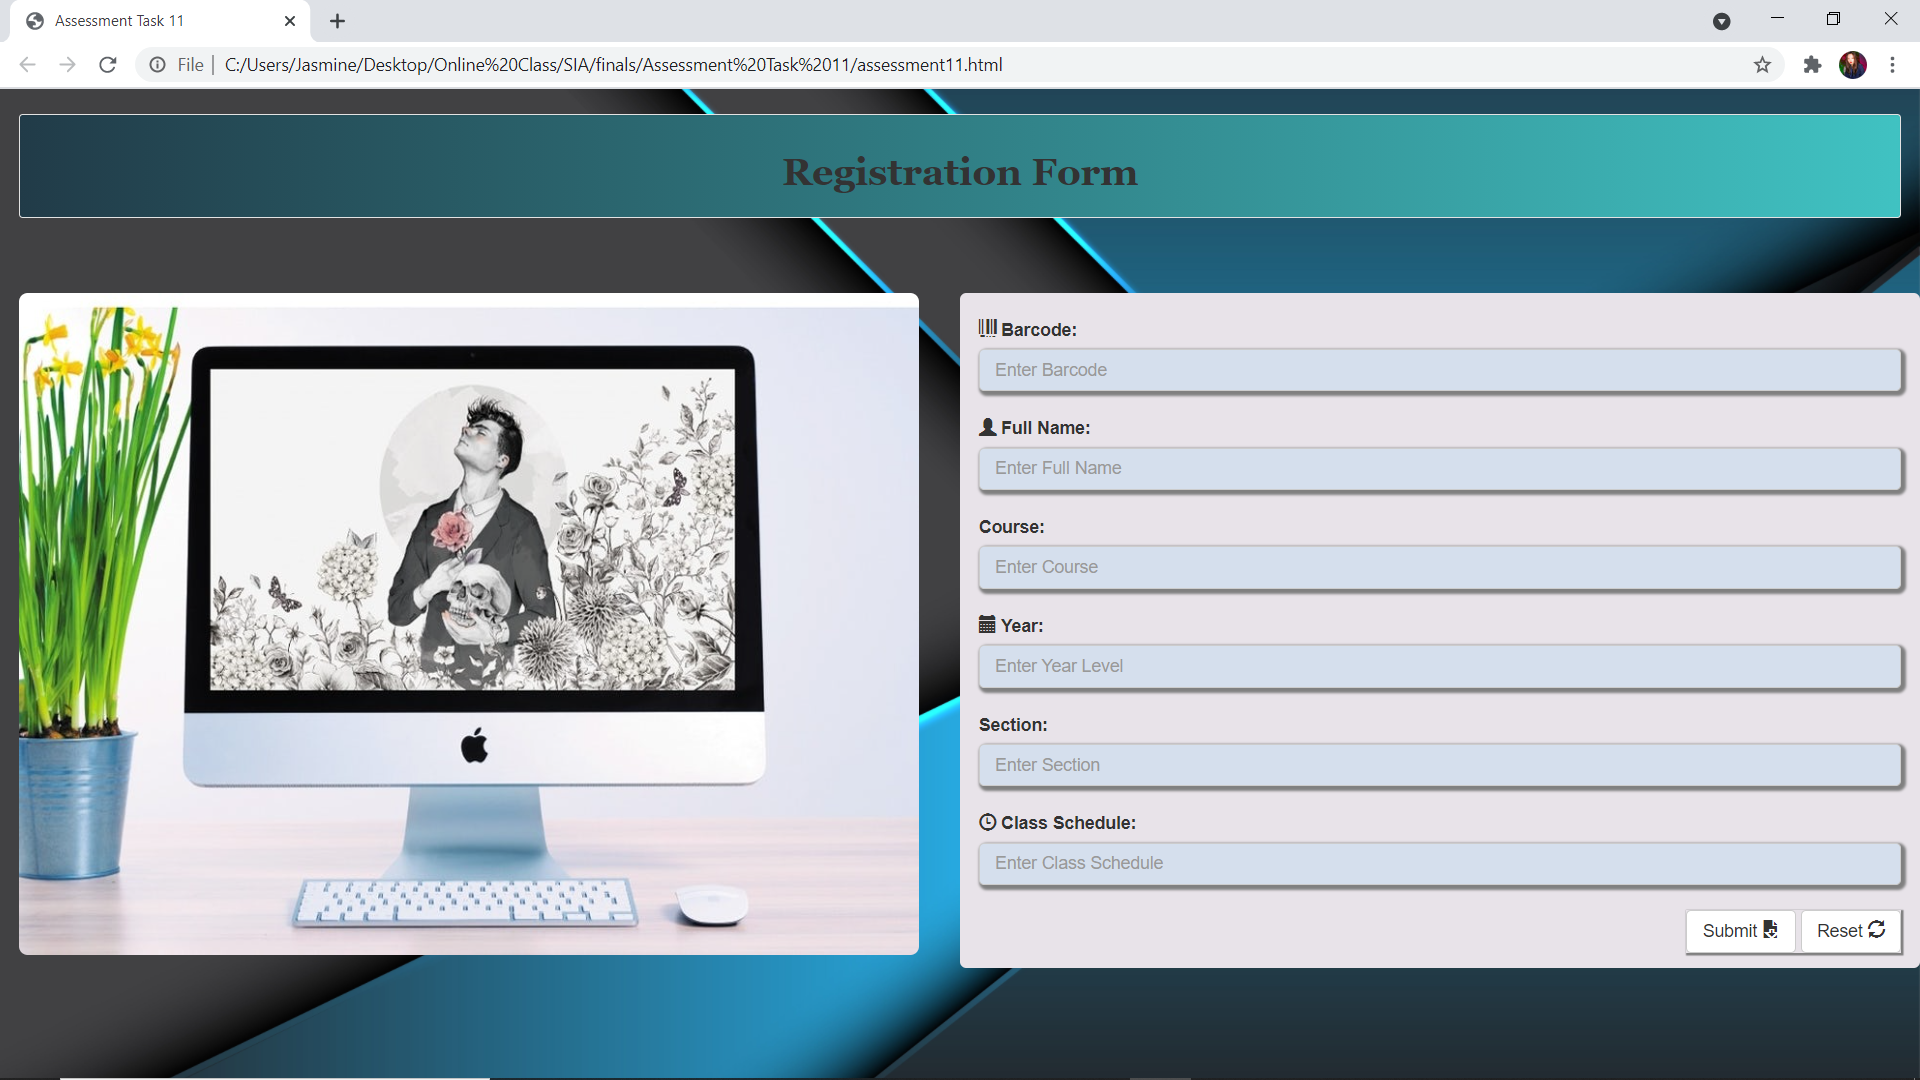 Assessment Task 11
File
C:/Users/Jasmine/Desktop/Online%20Class/SIA/finals/Assessment%20Task%2011/assessment11.html
Registration Form
Barcode:
Enter Barcode
Full Name:
Enter Full Name
Course:
Enter Course
Year:
Enter Year Level
Section:
Enter Section
Class Schedule:
Enter Class Schedule
Submit
Reset